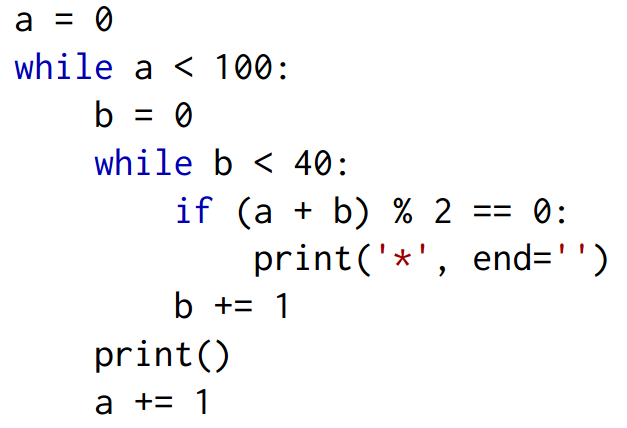 a = 0
while a < 100:
    b = 0
    while b < 40:
        if (a + b) % 2 == 0:
            print('*', end='')
        b += 1
    print()
    a += 1